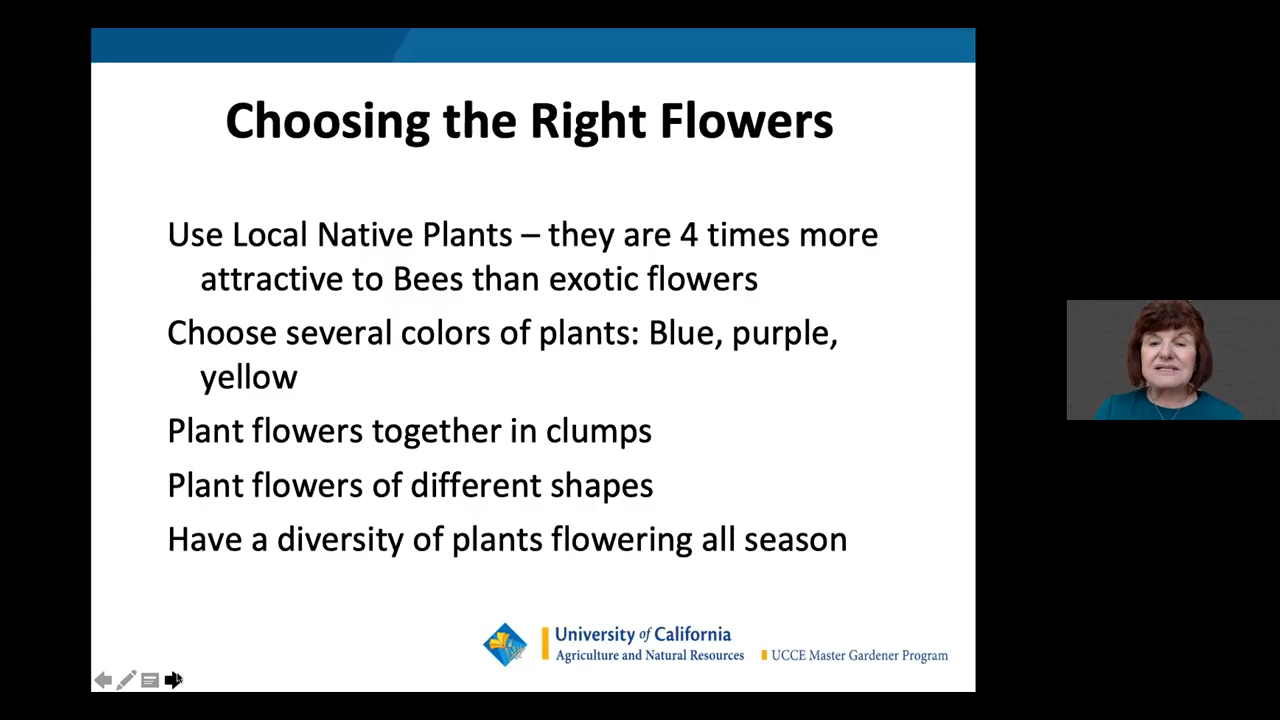 Choosing the Right Flowers
Use Local Native Plants – they are 4 times more
attractive to Bees than exotic flowers
Choose several colors of plants: Blue, purple,
yellow
Plant flowers together in clumps
Plant flowers of different shapes
Have a diversity of plants flowering all season
University of California
Agriculture and Natural Resources
UCCE Master Gardener Program